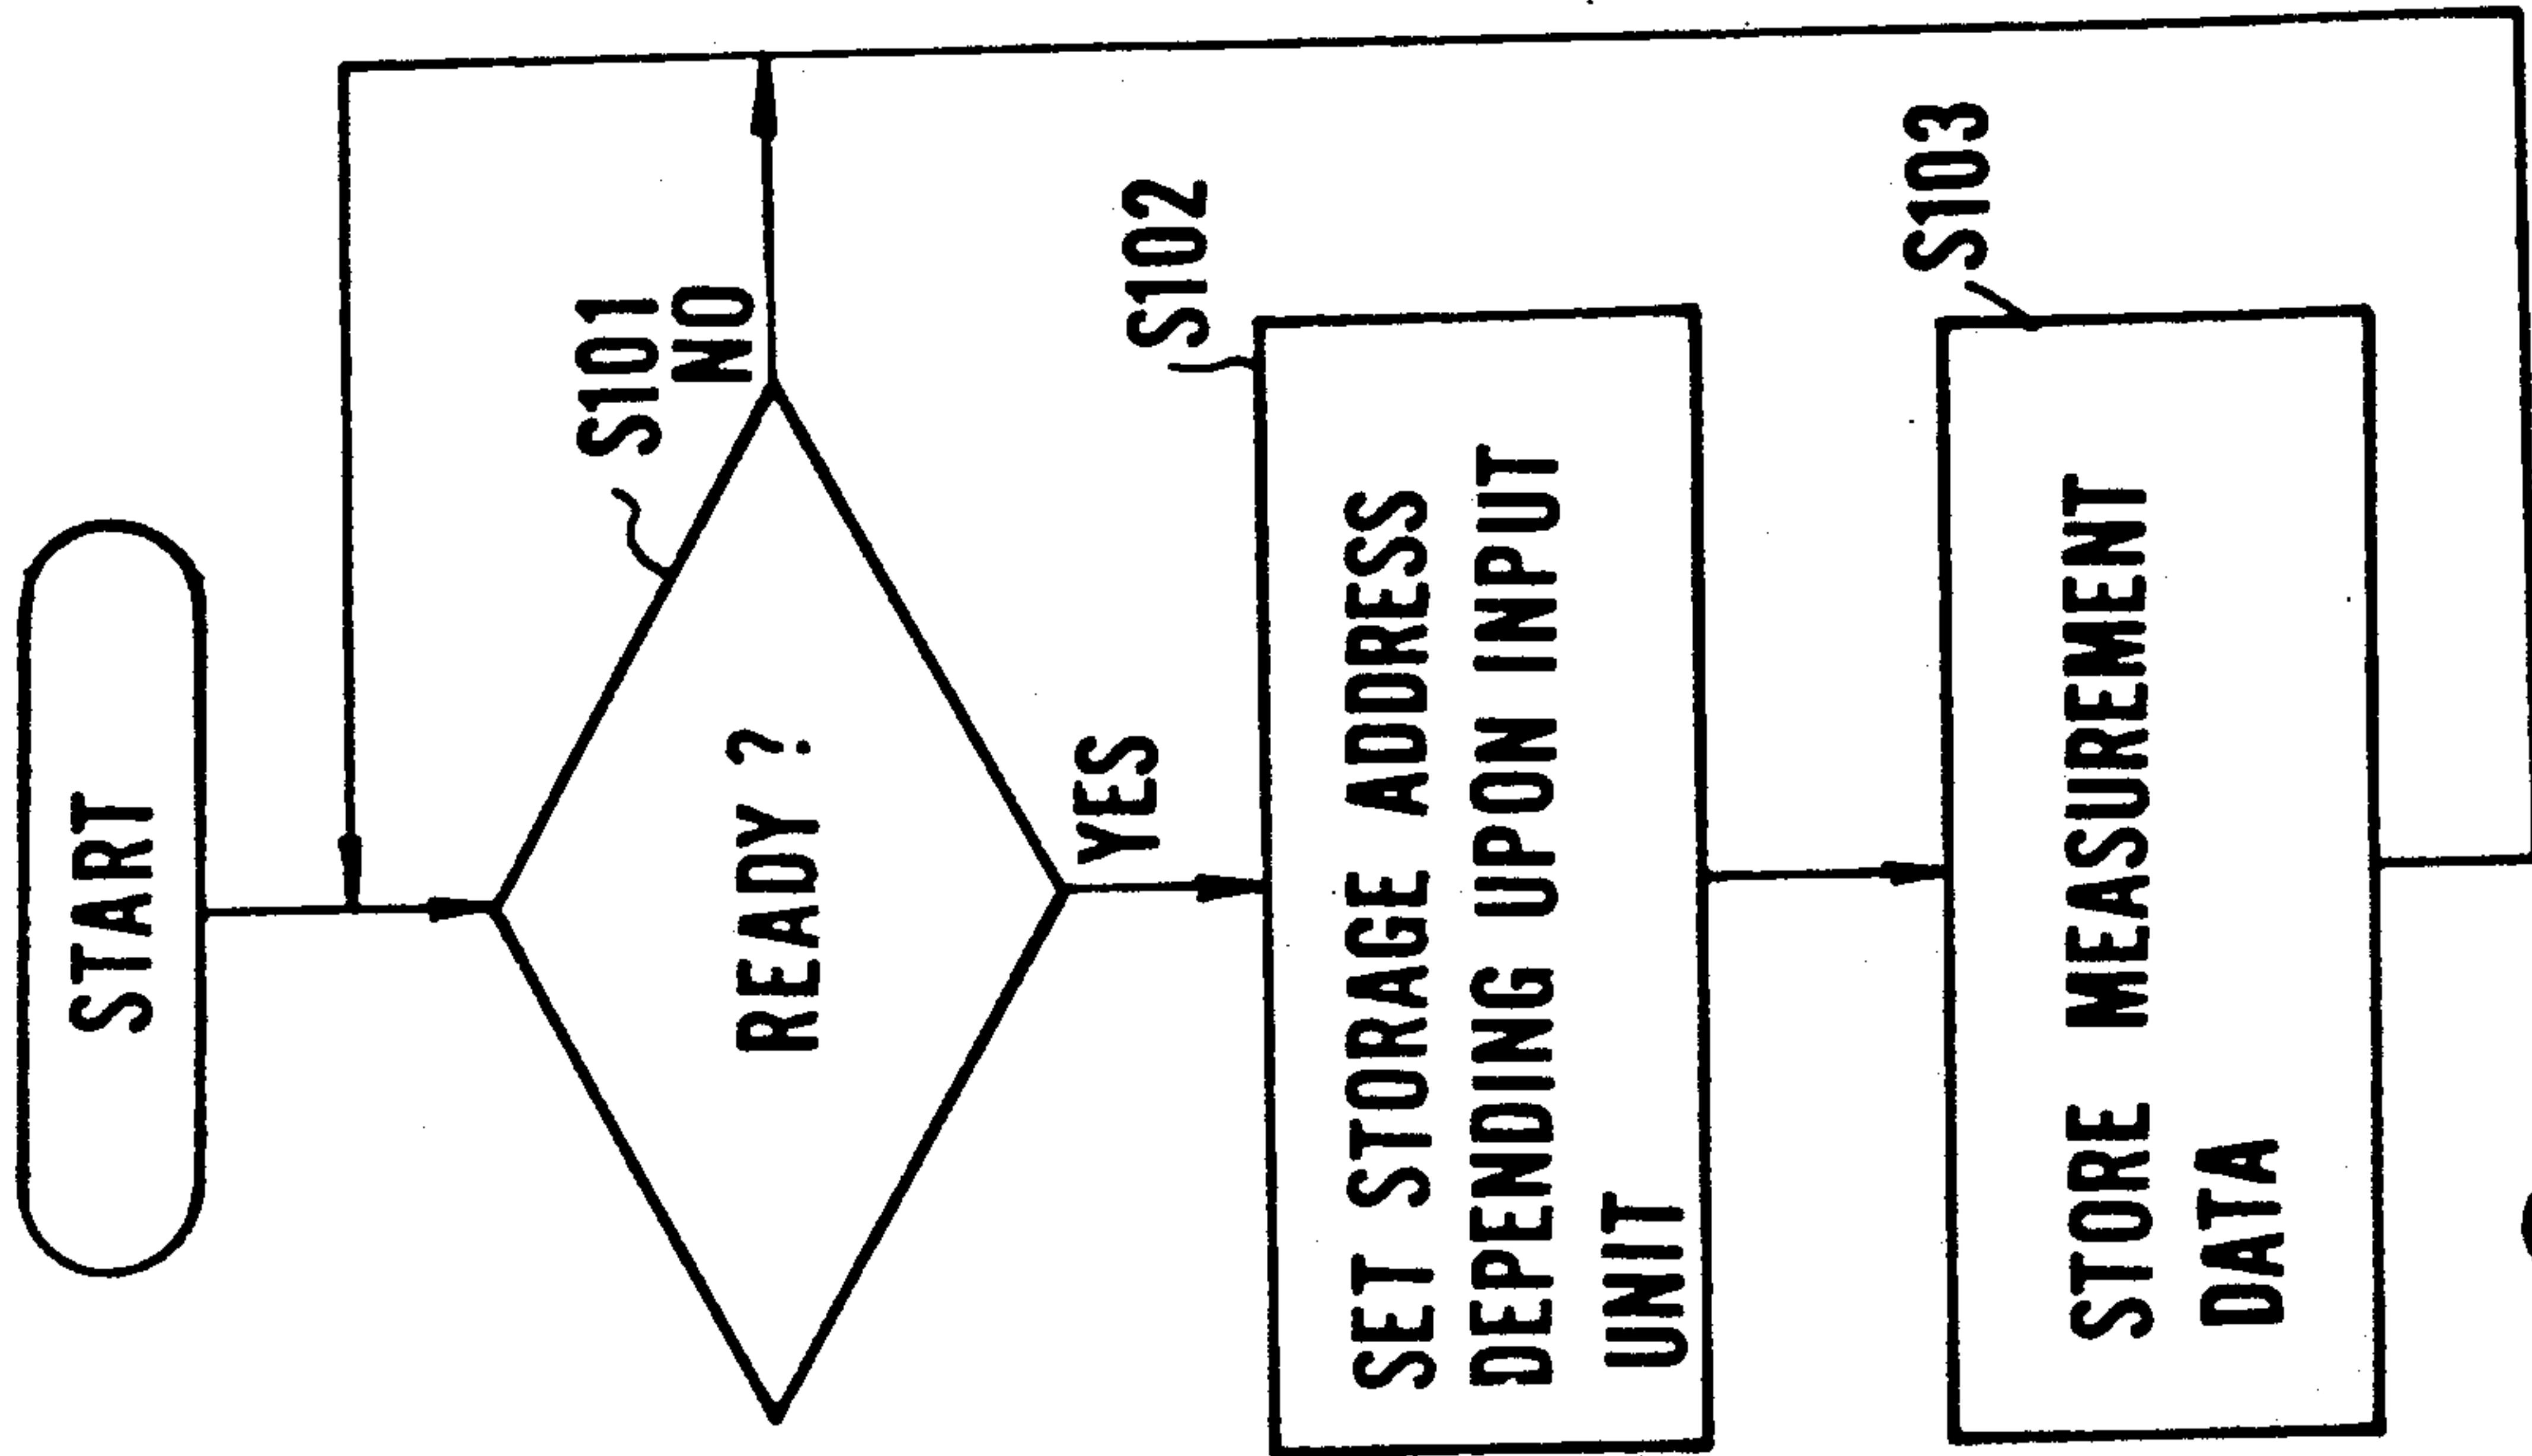 START
S101
NO
READY ?
YES
S102
SET STORAGE ADDRESS
DEPENDING UPON INPUT
UNIT
S103
STORE MEASUREMENT
DATA